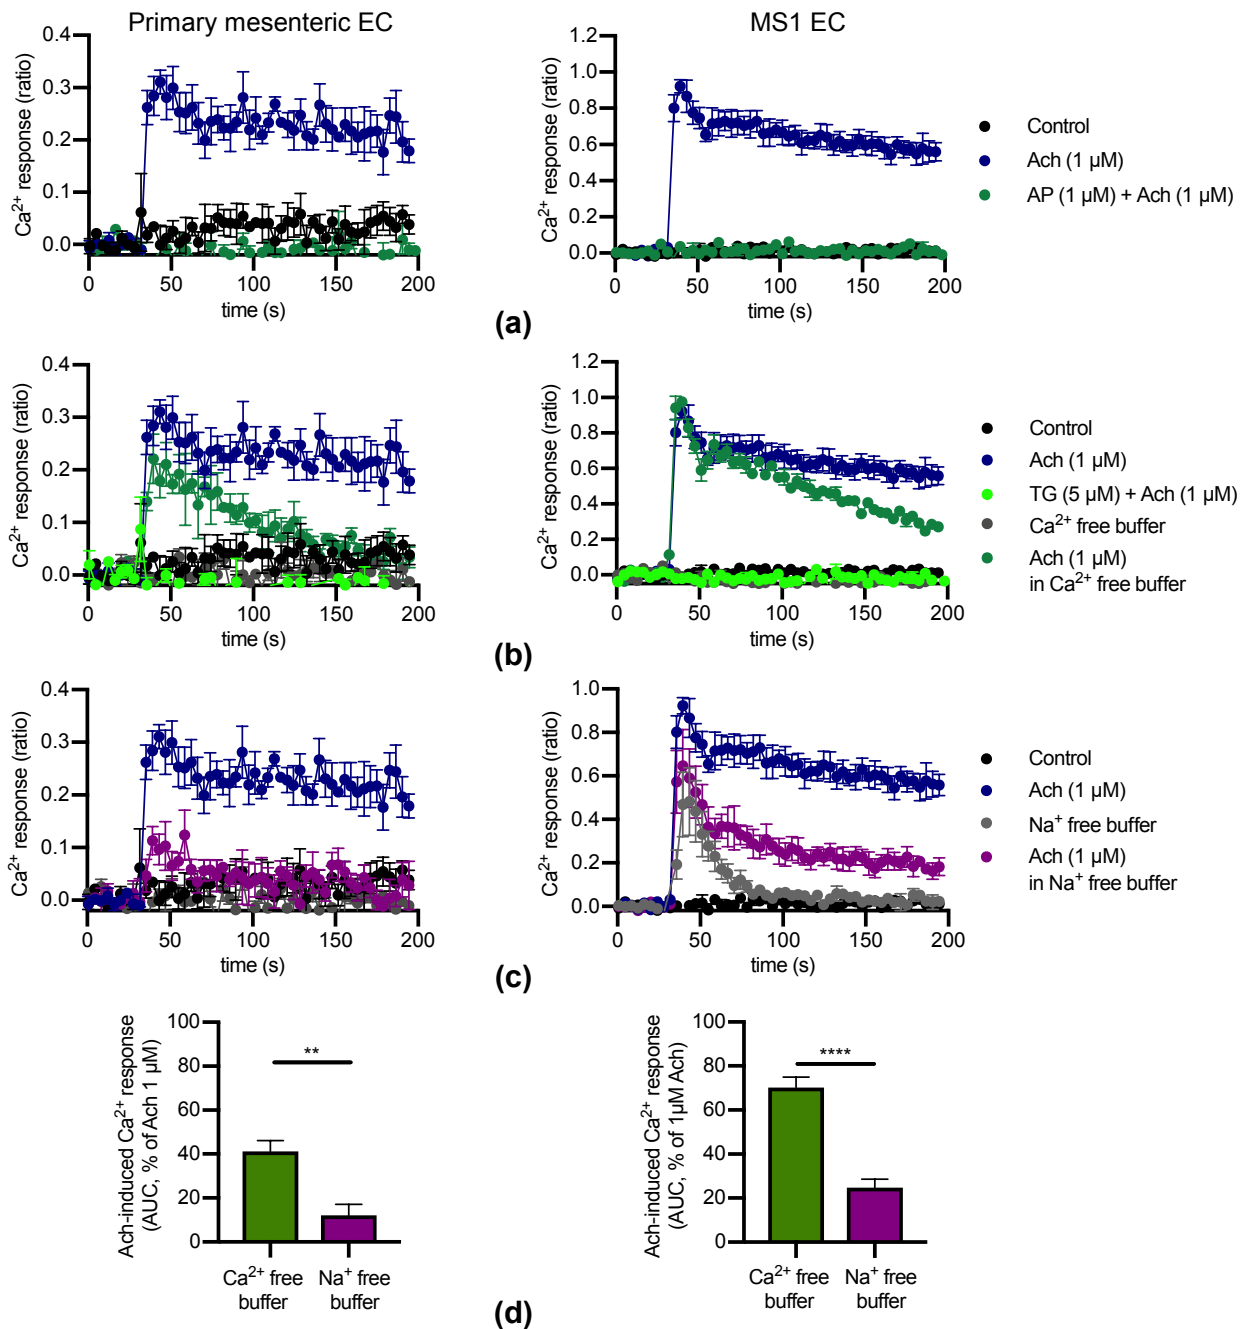 Primary mesenteric EC
MS1 EC
Ca²⁺ response (ratio)
0.4
0.3
0.2
0.1
0.0
0 50 100 150 200
time (s)
Ca²⁺ response (ratio)
1.2
1.0
0.8
0.6
0.4
0.2
0.0
0 50 100 150 200
time (s)
Control
Ach (1 µM)
AP (1 µM) + Ach (1 µM)
(a)
Ca²⁺ response (ratio)
0.4
0.3
0.2
0.1
0.0
0 50 100 150 200
time (s)
Ca²⁺ response (ratio)
1.2
1.0
0.8
0.6
0.4
0.2
0.0
0 50 100 150 200
time (s)
Control
Ach (1 µM)
TG (5 µM) + Ach (1 µM)
Ca²⁺ free buffer
Ach (1 µM)
in Ca²⁺ free buffer
(b)
Ca²⁺ response (ratio)
0.4
0.3
0.2
0.1
0.0
0 50 100 150 200
time (s)
Ca²⁺ response (ratio)
1.0
0.8
0.6
0.4
0.2
0.0
0 50 100 150 200
time (s)
Control
Ach (1 µM)
Na⁺ free buffer
Ach (1 µM)
in Na⁺ free buffer
(c)
Ach-induced Ca²⁺ response
(AUC, % of Ach 1 µM)
100
80
60
40
20
0
**
Ca²⁺ free
buffer
Na⁺ free
buffer
Ach-induced Ca²⁺ response
(AUC, % of 1µM Ach)
100
80
60
40
20
0
****
Ca²⁺ free
buffer
Na⁺ free
buffer
(d)